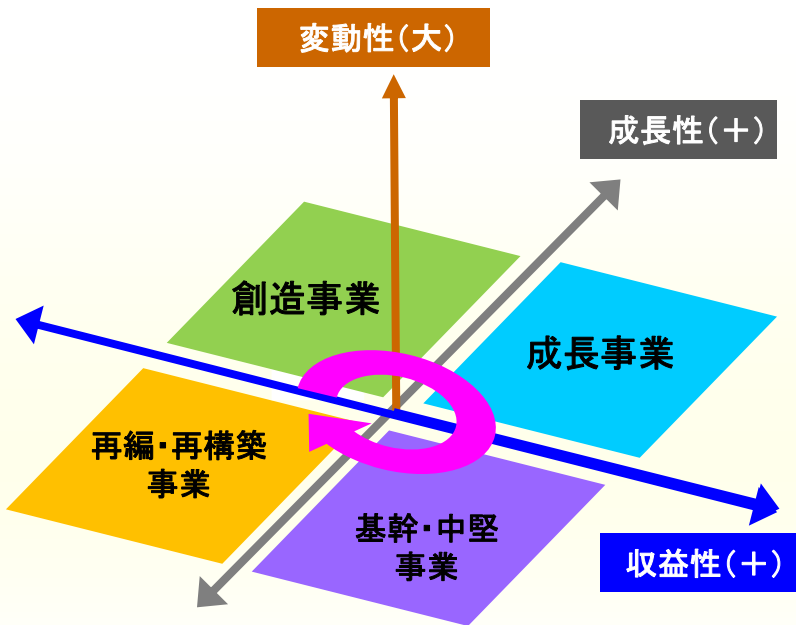 変動性(大)
成長性(＋)
創造事業
成長事業
再編・再構築
事業
基幹・中堅
事業
収益性(＋)